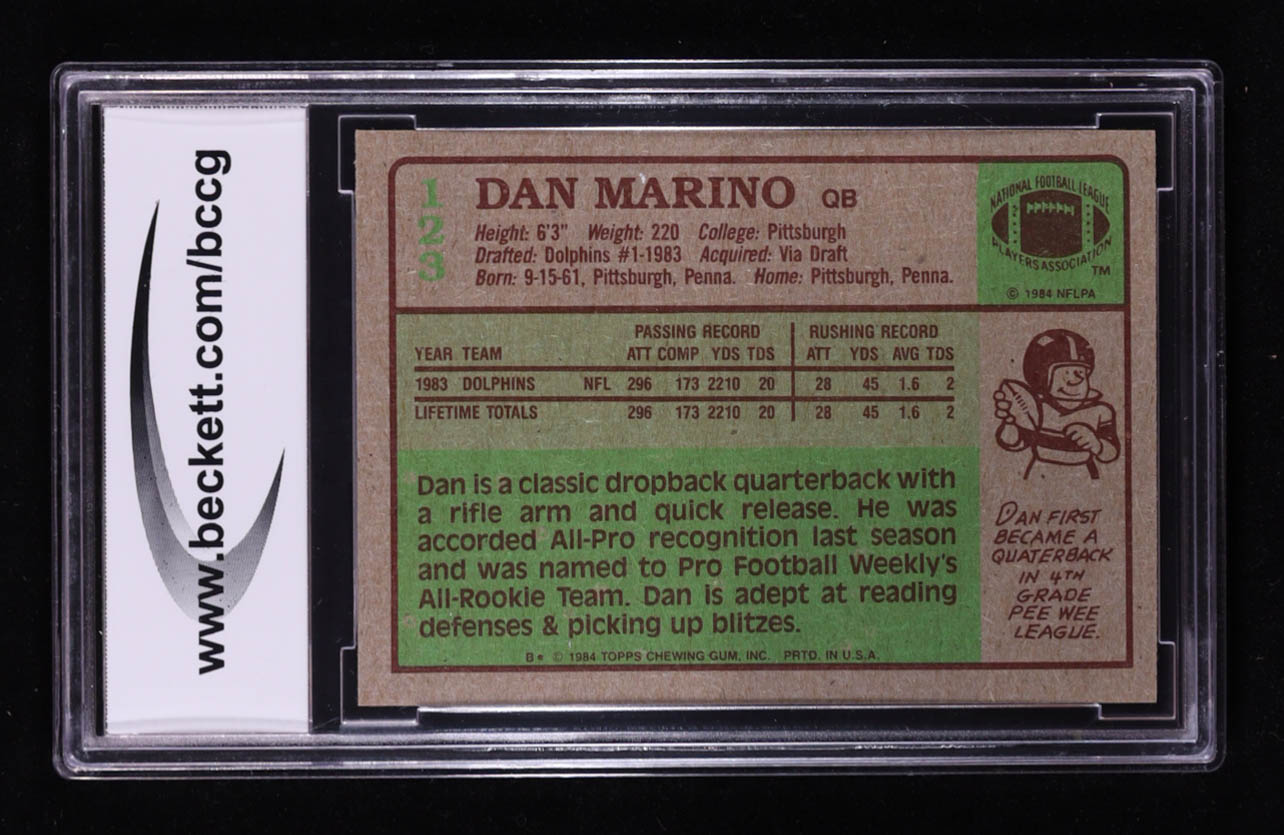 www.beckett.com/bccg
123
DAN MARINO QB
Height: 6'3" Weight: 220 College: Pittsburgh
Drafted: Dolphins #1-1983 Acquired: Via Draft
Born: 9-15-61, Pittsburgh, Penna. Home: Pittsburgh, Penna.
NATIONAL FOOTBALL LEAGUE
PLAYERS ASSOCIATION
TM
© 1984 NFLPA
PASSING RECORD RUSHING RECORD
YEAR TEAM ATT COMP YDS TDS ATT YDS AVG TDS
1983 DOLPHINS NFL 296 173 2210 20 28 45 1.6 2
LIFETIME TOTALS 296 173 2210 20 28 45 1.6 2
Dan is a classic dropback quarterback with
a rifle arm and quick release. He was
accorded All-Pro recognition last season
and was named to Pro Football Weekly's
All-Rookie Team. Dan is adept at reading
defenses & picking up blitzes.
DAN FIRST
BECAME A
QUATERBACK
IN 4TH
GRADE
PEE WEE
LEAGUE.
B* © 1984 TOPPS CHEWING GUM, INC. PRTD. IN U.S.A.